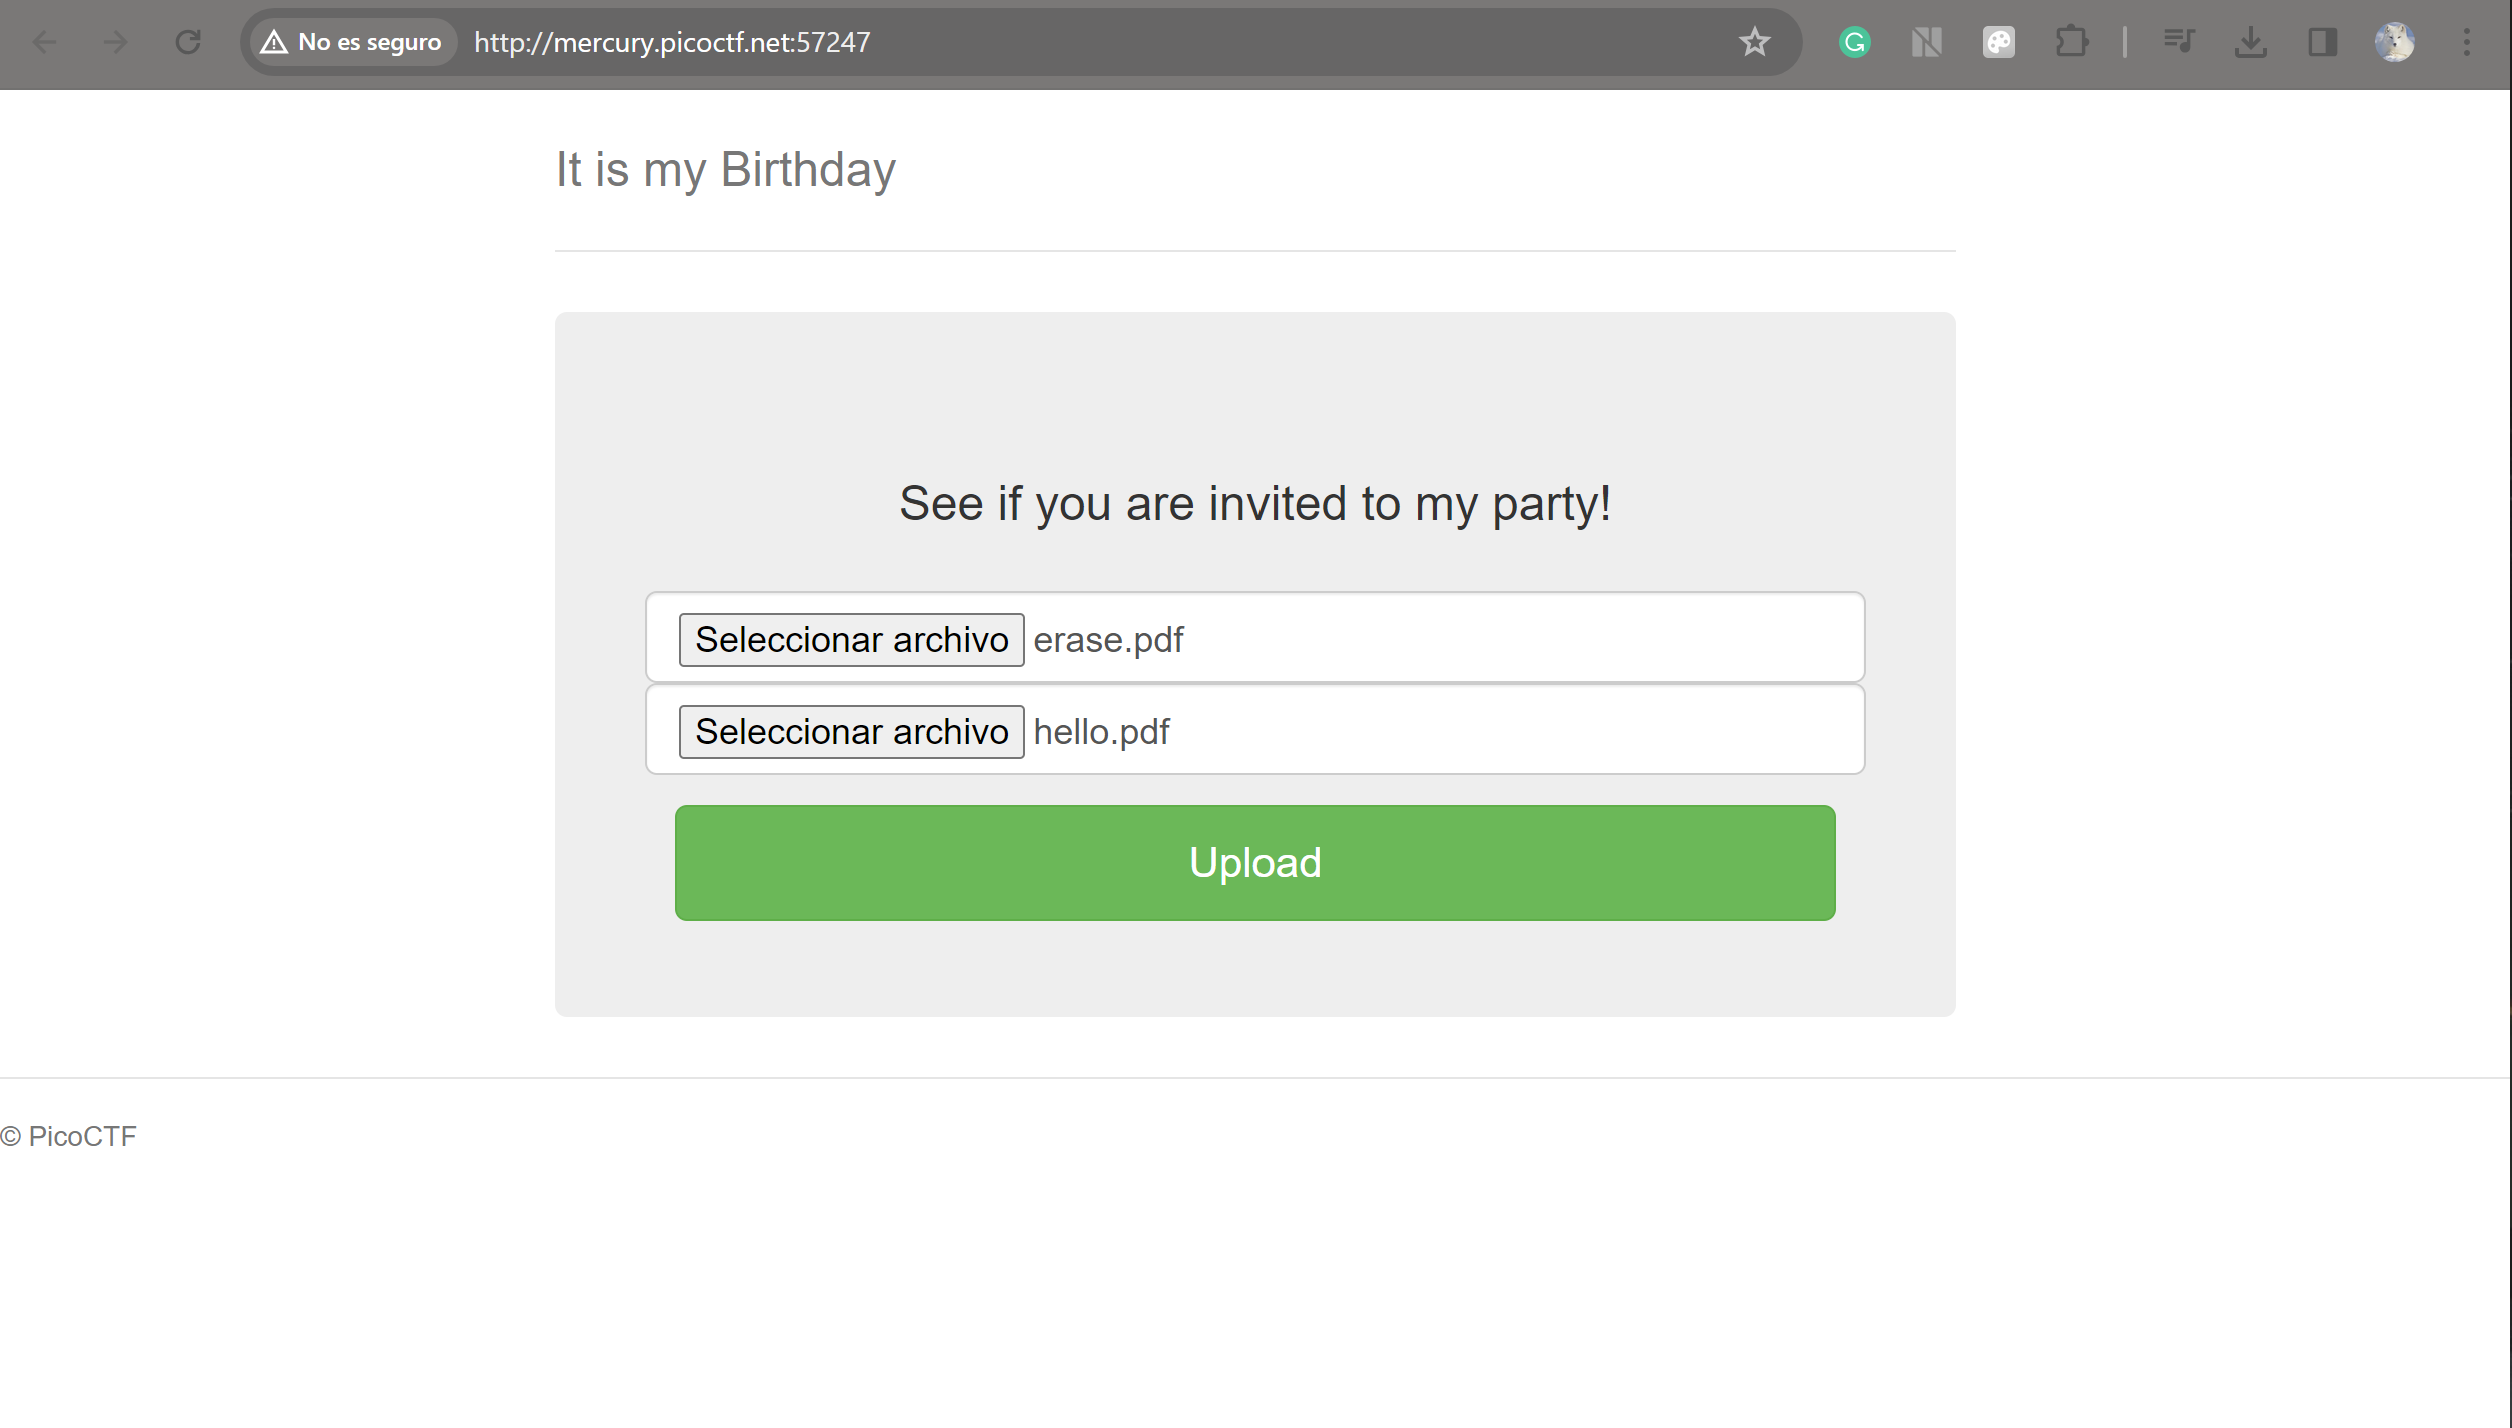 No es seguro http://mercury.picoctf.net:57247
It is my Birthday
See if you are invited to my party!
Seleccionar archivo erase.pdf
Seleccionar archivo hello.pdf
Upload
© PicoCTF